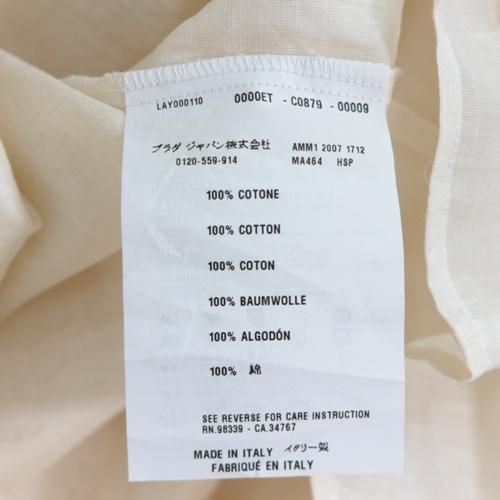 LAY000110 0000ET - C0879 - 00009
プラダ ジャパン株式会社 AMM1 2007 1712
0120-559-914 MA464 HSP
100% COTONE
100% COTTON
100% COTON
100% BAUMWOLLE
100% ALGODÓN
100% 綿
SEE REVERSE FOR CARE INSTRUCTION
RN.98339 - CA.34767
MADE IN ITALY イタリー製
FABRIQUÉ EN ITALY